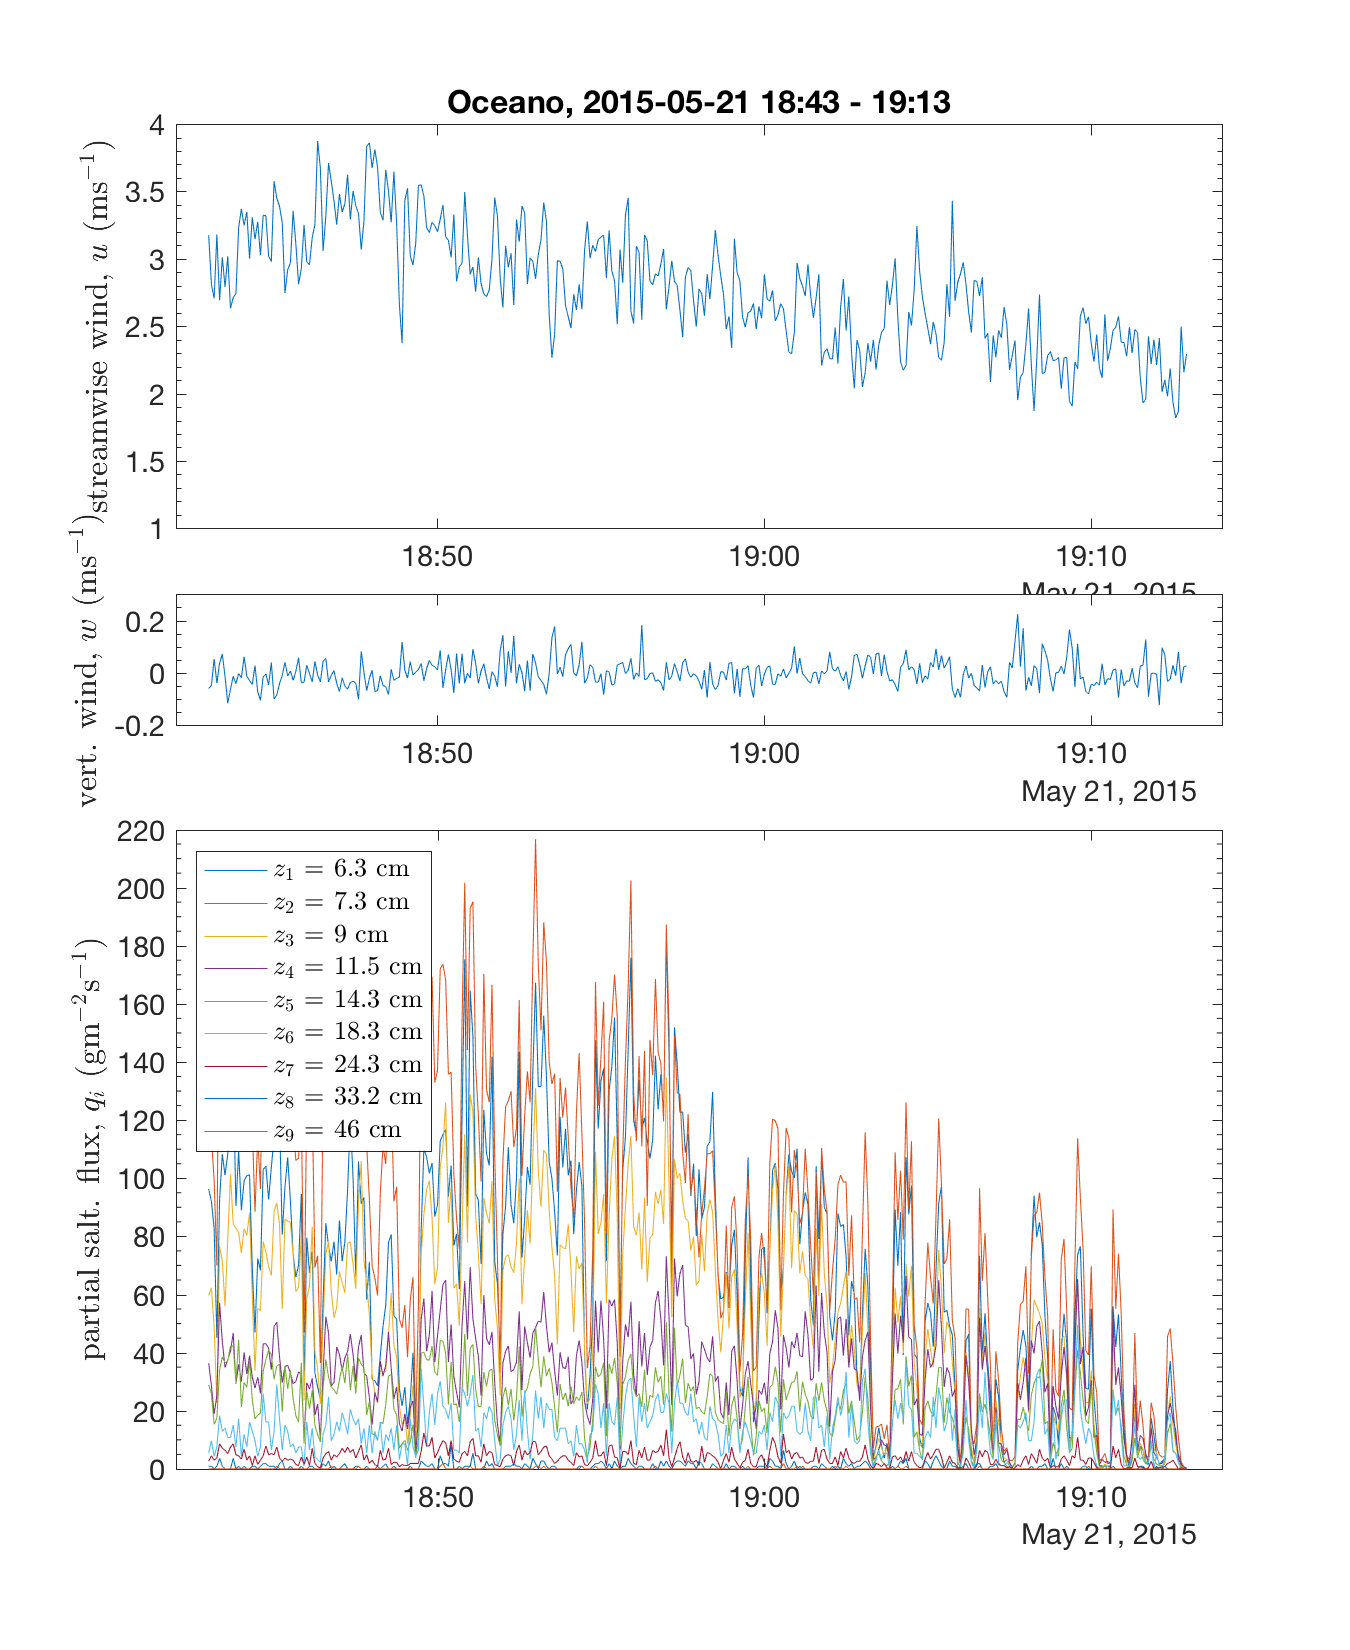 Oceano, 2015-05-21 18:43 - 19:13
streamwise wind, u (ms⁻¹)
4
3.5
3
2.5
2
1.5
1
18:50 19:00 19:10
May 21, 2015
vert. wind, w (ms⁻¹)
0.2
0
-0.2
18:50 19:00 19:10
May 21, 2015
partial salt. flux, qᵢ (gm⁻²s⁻¹)
220
200
180
160
140
120
100
80
60
40
20
0
z₁ = 6.3 cm
z₂ = 7.3 cm
z₃ = 9 cm
z₄ = 11.5 cm
z₅ = 14.3 cm
z₆ = 18.3 cm
z₇ = 24.3 cm
z₈ = 33.2 cm
z₉ = 46 cm
18:50 19:00 19:10
May 21, 2015